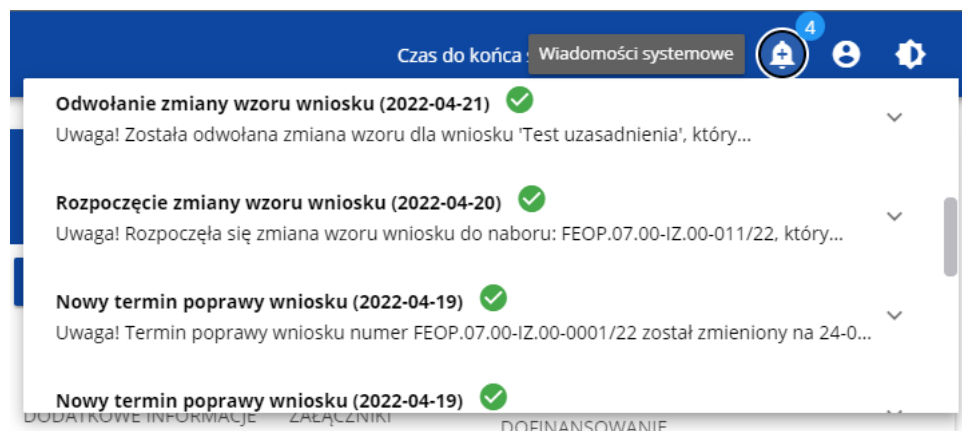 4
Czas do końca
Wiadomości systemowe
Odwołanie zmiany wzoru wniosku (2022-04-21)
Uwaga! Została odwołana zmiana wzoru dla wniosku 'Test uzasadnienia', który...
Rozpoczęcie zmiany wzoru wniosku (2022-04-20)
Uwaga! Rozpoczęła się zmiana wzoru wniosku do naboru: FEOP.07.00-IZ.00-011/22, który...
Nowy termin poprawy wniosku (2022-04-19)
Uwaga! Termin poprawy wniosku numer FEOP.07.00-IZ.00-0001/22 został zmieniony na 24-0...
Nowy termin poprawy wniosku (2022-04-19)
DODATKOWE INFORMACJE ZAŁĄCZNIKI
DOFINANSOWANIE